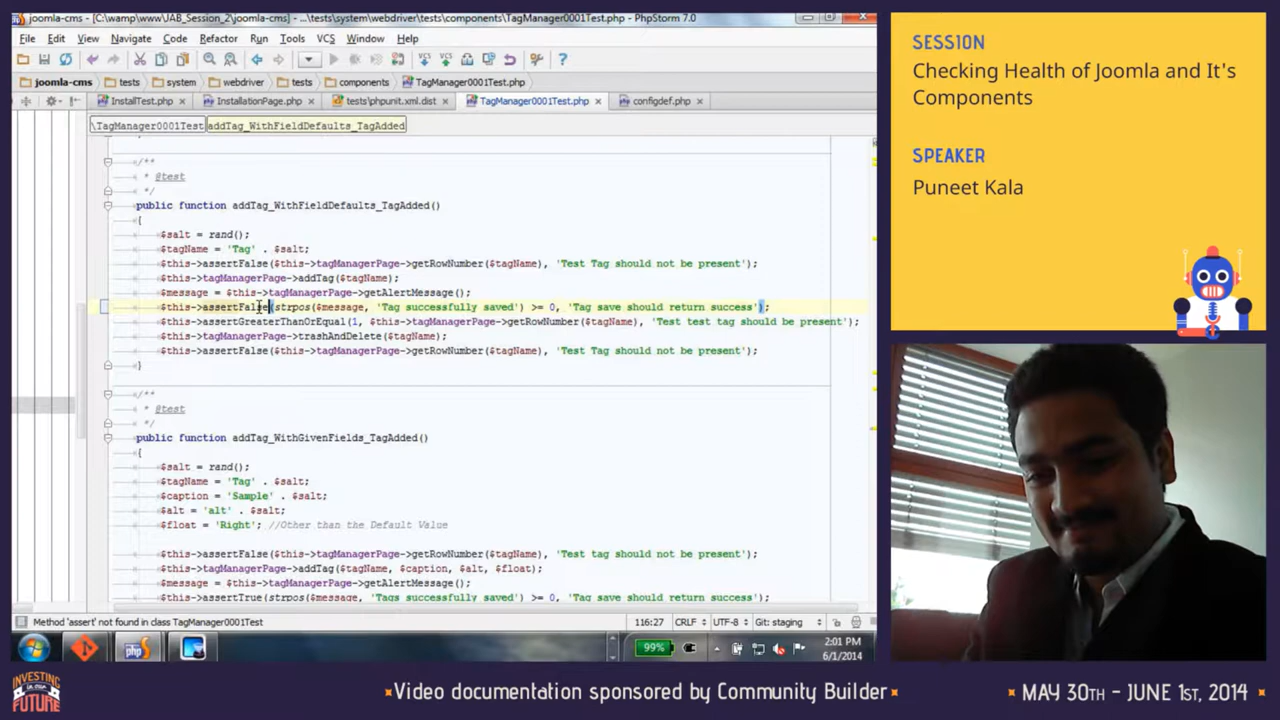 joomla-cms - [C:\wamp\www\JAB_Session_2\joomla-cms] - ...\tests\system\webdriver\tests\components\TagManager0001Test.php - PhpStorm 7.0
File Edit View Navigate Code Refactor Run Tools VCS Window Help
joomla-cms tests system webdriver tests components TagManager0001Test.php
InstallTest.php InstallationPage.php tests\phpunit.xml.dist TagManager0001Test.php configdef.php
\TagManager0001Test addTag_WithFieldDefaults_TagAdded
/**
* @test
*/
public function addTag_WithFieldDefaults_TagAdded()
{
$salt = rand();
$tagName = 'Tag' . $salt;
$this->assertFalse($this->tagManagerPage->getRowNumber($tagName), 'Test Tag should not be present');
$this->tagManagerPage->addTag($tagName);
$message = $this->tagManagerPage->getAlertMessage();
$this->assertFalse(strpos($message, 'Tag successfully saved') >= 0, 'Tag save should return success');
$this->assertGreaterThanOrEqual(1, $this->tagManagerPage->getRowNumber($tagName), 'Test test tag should be present');
$this->tagManagerPage->trashAndDelete($tagName);
$this->assertFalse($this->tagManagerPage->getRowNumber($tagName), 'Test Tag should not be present');
}
/**
* @test
*/
public function addTag_WithGivenFields_TagAdded()
{
$salt = rand();
$tagName = 'Tag' . $salt;
$caption = 'Sample' . $salt;
$alt = 'alt' . $salt;
$float = 'Right'; //Other than the Default Value
$this->assertFalse($this->tagManagerPage->getRowNumber($tagName), 'Test tag should not be present');
$this->tagManagerPage->addTag($tagName, $caption, $alt, $float);
$message = $this->tagManagerPage->getAlertMessage();
$this->assertTrue(strpos($message, 'Tags successfully saved') >= 0, 'Tag save should return success');
Method 'assert' not found in class TagManager0001Test 116:27 CRLF UTF-8 Git: staging
99% 2:01 PM
6/1/2014
SESSION
Checking Health of Joomla and It's
Components
SPEAKER
Puneet Kala
INVESTING
IN OUR
FUTURE
Video documentation sponsored by Community Builder
MAY 30TH - JUNE 1ST, 2014